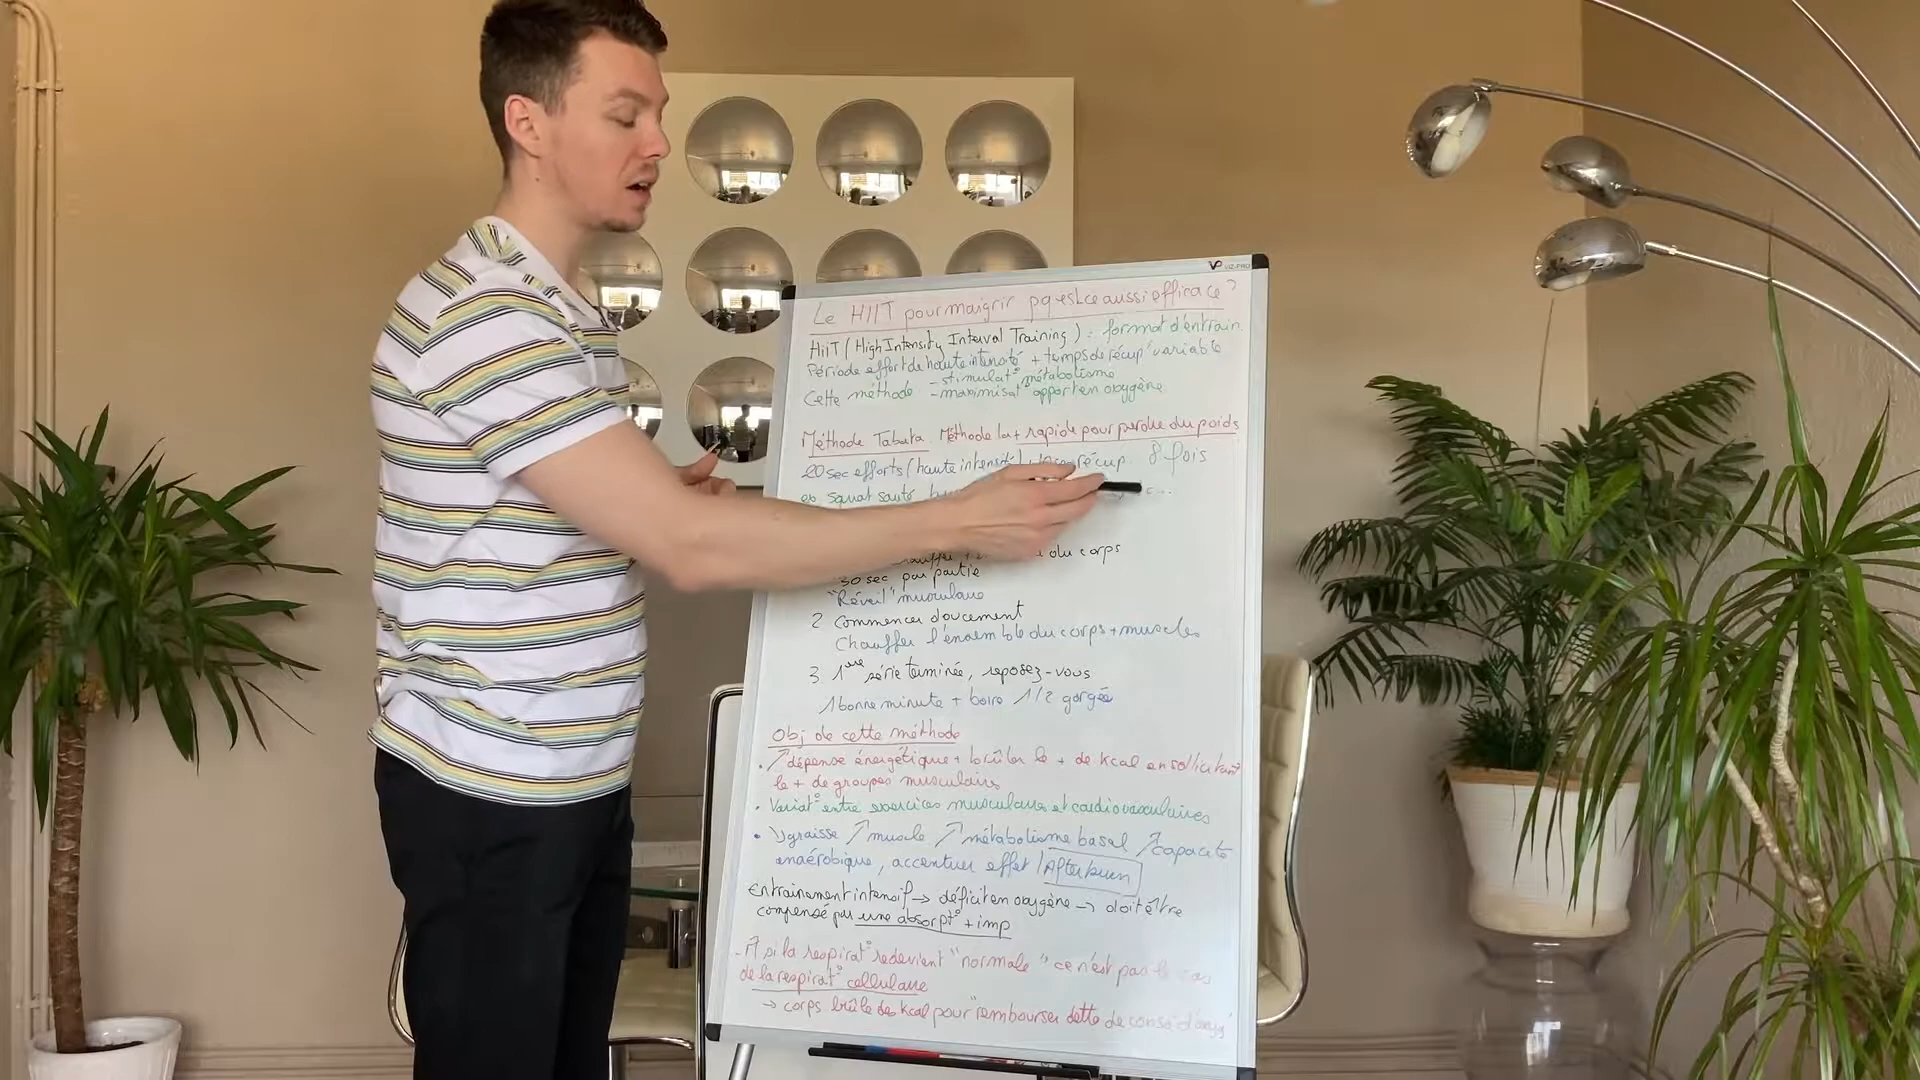 VP VIZ-PRO
Le HIIT pour maigrir pq est ce aussi efficace?
HiiT (High Intensity Interval Training) : format d'entrain.
Période effort de haute intensité + temps de récup° variable
Cette méthode - stimulat° métabolisme
- maximisat° apport en oxygène
Méthode Tabata. Méthode la + rapide pour perdre du poids
20 sec efforts (haute intensité) récup. 8 fois
ex squat sauté
du corps
30 sec par partie
"Réveil" musculaire
2 Commencer doucement
Chauffer l'ensemble du corps + muscles
3. 1ère série terminée, reposez-vous
1 bonne minute + boire 1/2 gorgée
Obj de cette méthode
• ↗ dépense énergétique + brûler le + de kcal en sollicitant
le + de groupes musculaires
• Variat° entre exercices musculaires et cardiovasculaires
• ↘ graisse ↗ muscle ↗ métabolisme basal ↗ capacité
anaérobique, accentuer effet Afterburn
Entrainement intensif → déficit en oxygène → doit être
compensé par une absorpt° + imp
- M si la respirat° redevient "normale" ce n'est pas le cas
de la respirat° cellulaire
→ corps brûle des kcal pour "rembourser dette de conso d'oxyg"